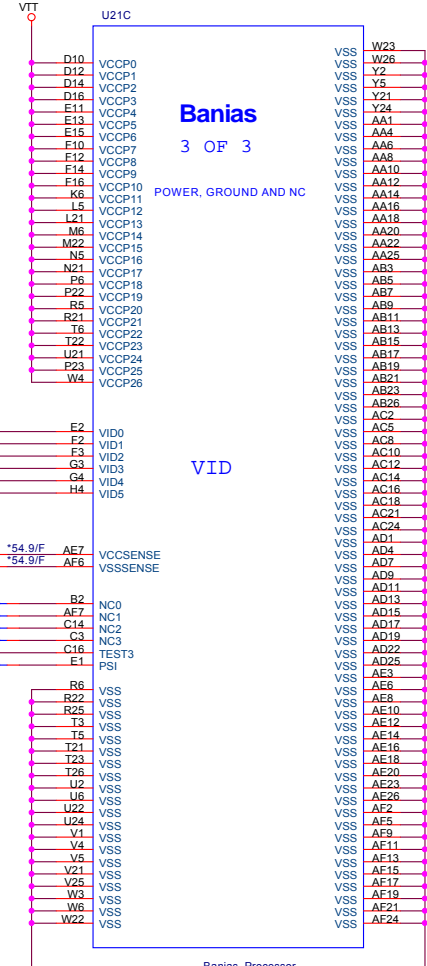 VTT
U21C
Banias
3 OF 3
POWER, GROUND AND NC
D10 VCCP0
D12 VCCP1
D14 VCCP2
D16 VCCP3
E11 VCCP4
E13 VCCP5
E15 VCCP6
F10 VCCP7
F12 VCCP8
F14 VCCP9
F16 VCCP10
K6 VCCP11
L5 VCCP12
L21 VCCP13
M6 VCCP14
M22 VCCP15
N5 VCCP16
N21 VCCP17
P6 VCCP18
P22 VCCP19
R5 VCCP20
R21 VCCP21
T6 VCCP22
T22 VCCP23
U21 VCCP24
P23 VCCP25
W4 VCCP26
E2 VID0
F2 VID1
F3 VID2
G3 VID3
G4 VID4
H4 VID5
VID
*54.9/F AE7 VCCSENSE
*54.9/F AF6 VSSSENSE
B2 NC0
AF7 NC1
C14 NC2
C3 NC3
C16 TEST3
E1 PSI
R6 VSS
R22 VSS
R25 VSS
T3 VSS
T5 VSS
T21 VSS
T23 VSS
T26 VSS
U2 VSS
U6 VSS
U22 VSS
U24 VSS
V1 VSS
V4 VSS
V5 VSS
V21 VSS
V25 VSS
W3 VSS
W6 VSS
W22 VSS
VSS W23
VSS W26
VSS Y2
VSS Y5
VSS Y21
VSS Y24
VSS AA1
VSS AA4
VSS AA6
VSS AA8
VSS AA10
VSS AA12
VSS AA14
VSS AA16
VSS AA18
VSS AA20
VSS AA22
VSS AA25
VSS AB3
VSS AB5
VSS AB7
VSS AB9
VSS AB11
VSS AB13
VSS AB15
VSS AB17
VSS AB19
VSS AB21
VSS AB23
VSS AB26
VSS AC2
VSS AC5
VSS AC8
VSS AC10
VSS AC12
VSS AC14
VSS AC16
VSS AC18
VSS AC21
VSS AC24
VSS AD1
VSS AD4
VSS AD7
VSS AD9
VSS AD11
VSS AD13
VSS AD15
VSS AD17
VSS AD19
VSS AD22
VSS AD25
VSS AE3
VSS AE6
VSS AE8
VSS AE10
VSS AE12
VSS AE14
VSS AE16
VSS AE18
VSS AE20
VSS AE23
VSS AE26
VSS AF2
VSS AF5
VSS AF9
VSS AF11
VSS AF13
VSS AF15
VSS AF17
VSS AF19
VSS AF21
VSS AF24
Banias Processor